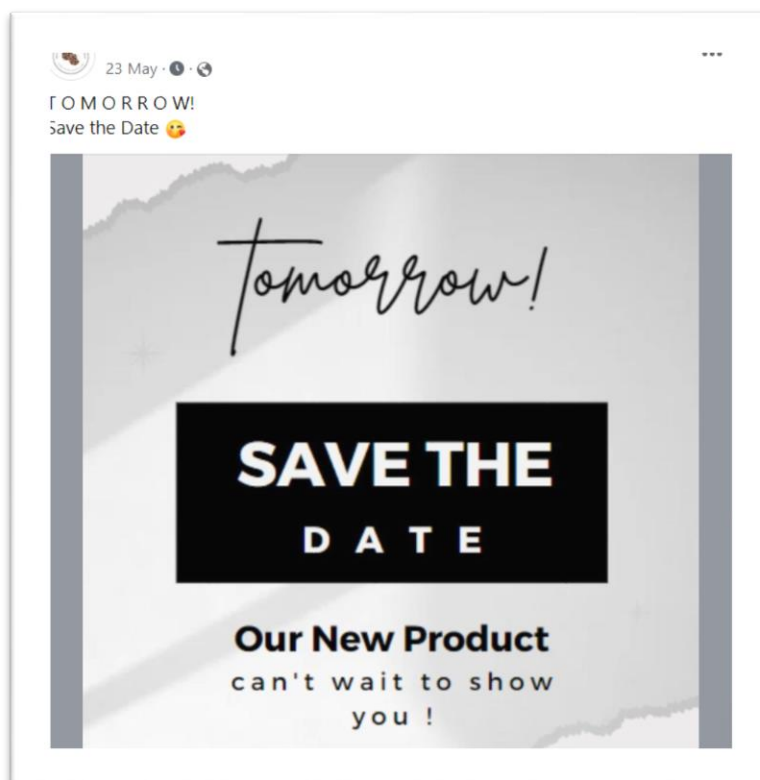 23 May
TOMORROW!
Save the Date 😋
Tomorrow!
SAVE THE
DATE
Our New Product
can't wait to show
you !